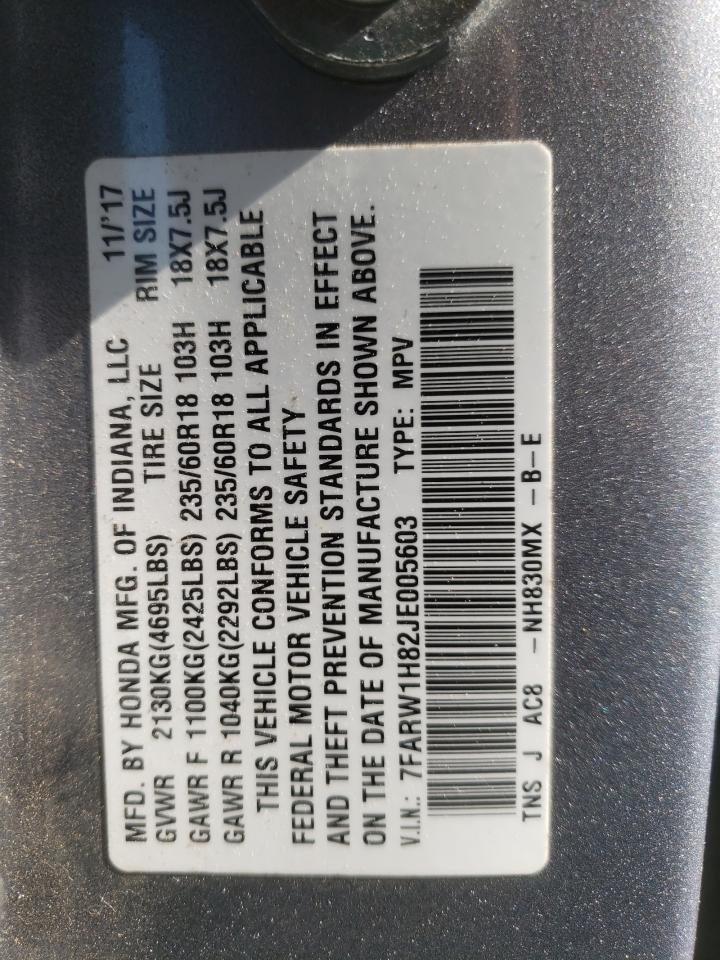 MFD. BY HONDA MFG. OF INDIANA, LLC 11/'17
GVWR 2130KG(4695LBS) TIRE SIZE RIM SIZE
GAWR F 1100KG(2425LBS) 235/60R18 103H 18X7.5J
GAWR R 1040KG(2292LBS) 235/60R18 103H 18X7.5J
THIS VEHICLE CONFORMS TO ALL APPLICABLE
FEDERAL MOTOR VEHICLE SAFETY
AND THEFT PREVENTION STANDARDS IN EFFECT
ON THE DATE OF MANUFACTURE SHOWN ABOVE.
V.I.N.: 7FARW1H82JE005603 TYPE: MPV
TNS J AC8 -NH830MX -B-E